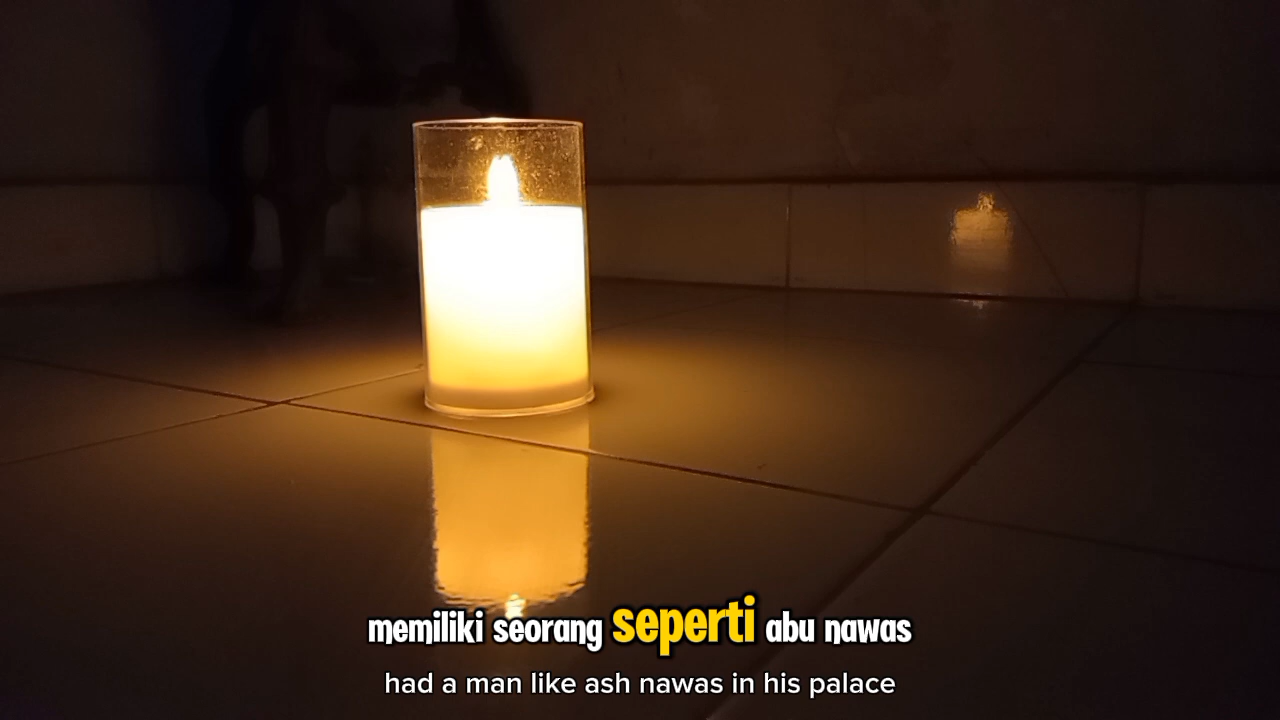 memiliki seorang seperti abu nawas
had a man like ash nawas in his palace